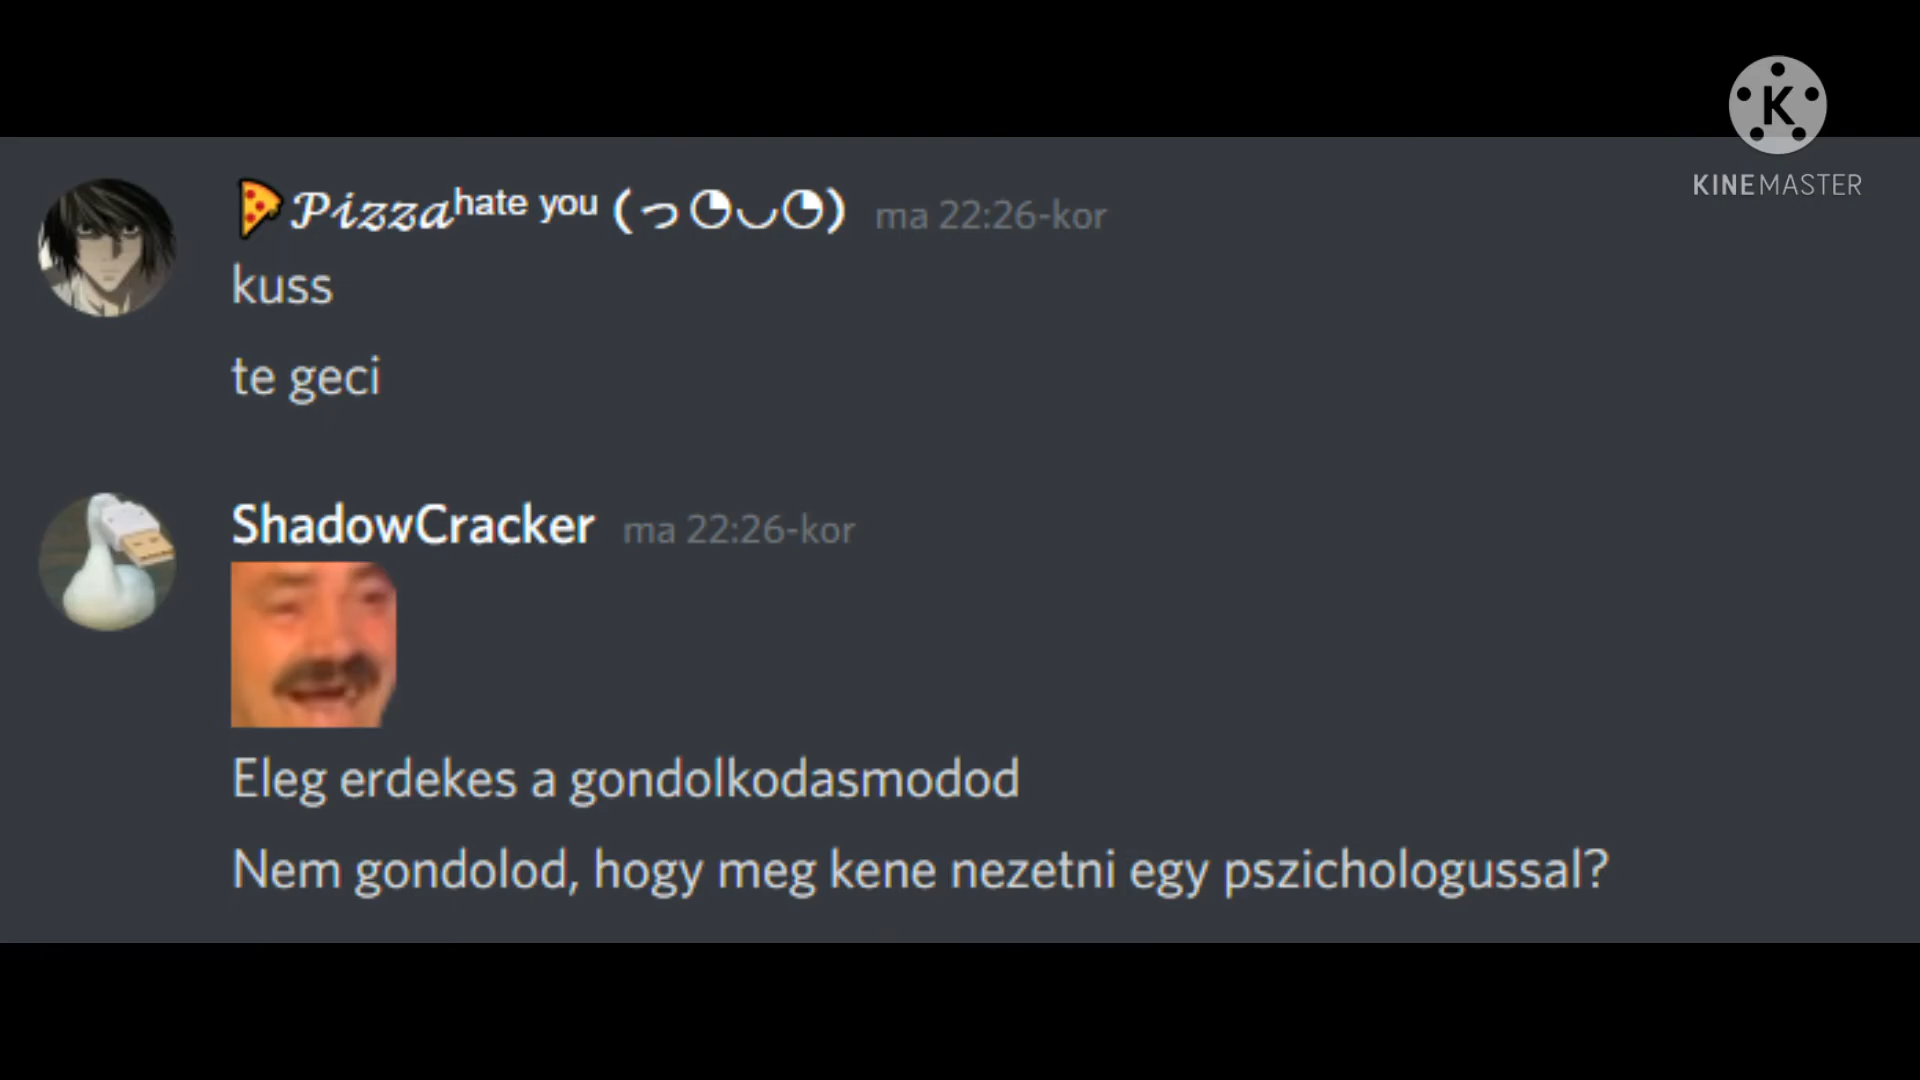 K
KINEMASTER
🍕𝓟𝓲𝔃𝔃𝓪ʰᵃᵗᵉ ʸᵒᵘ (っ◔◡◔) ma 22:26-kor
kuss
te geci
ShadowCracker ma 22:26-kor
Eleg erdekes a gondolkodasmodod
Nem gondolod, hogy meg kene nezetni egy pszichologussal?